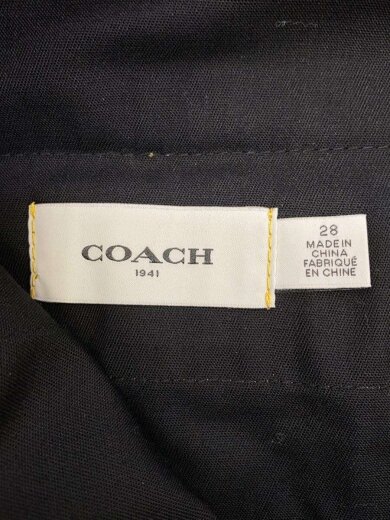 COACH
1941
28
MADE IN
CHINA
FABRIQUÉ
EN CHINE